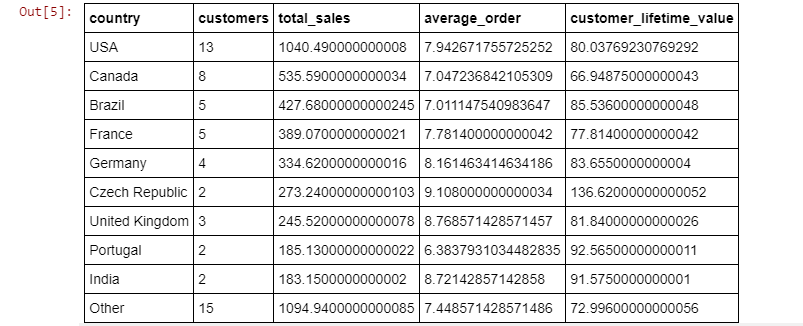 Out[5]:
country customers total_sales average_order customer_lifetime_value
USA 13 1040.490000000008 7.942671755725252 80.03769230769292
Canada 8 535.5900000000034 7.047236842105309 66.94875000000043
Brazil 5 427.68000000000245 7.011147540983647 85.53600000000048
France 5 389.0700000000021 7.781400000000042 77.81400000000042
Germany 4 334.6200000000016 8.161463414634186 83.6550000000004
Czech Republic 2 273.24000000000103 9.108000000000034 136.62000000000052
United Kingdom 3 245.52000000000078 8.768571428571457 81.84000000000026
Portugal 2 185.13000000000022 6.3837931034482835 92.56500000000011
India 2 183.1500000000002 8.72142857142858 91.5750000000001
Other 15 1094.9400000000085 7.448571428571486 72.99600000000056